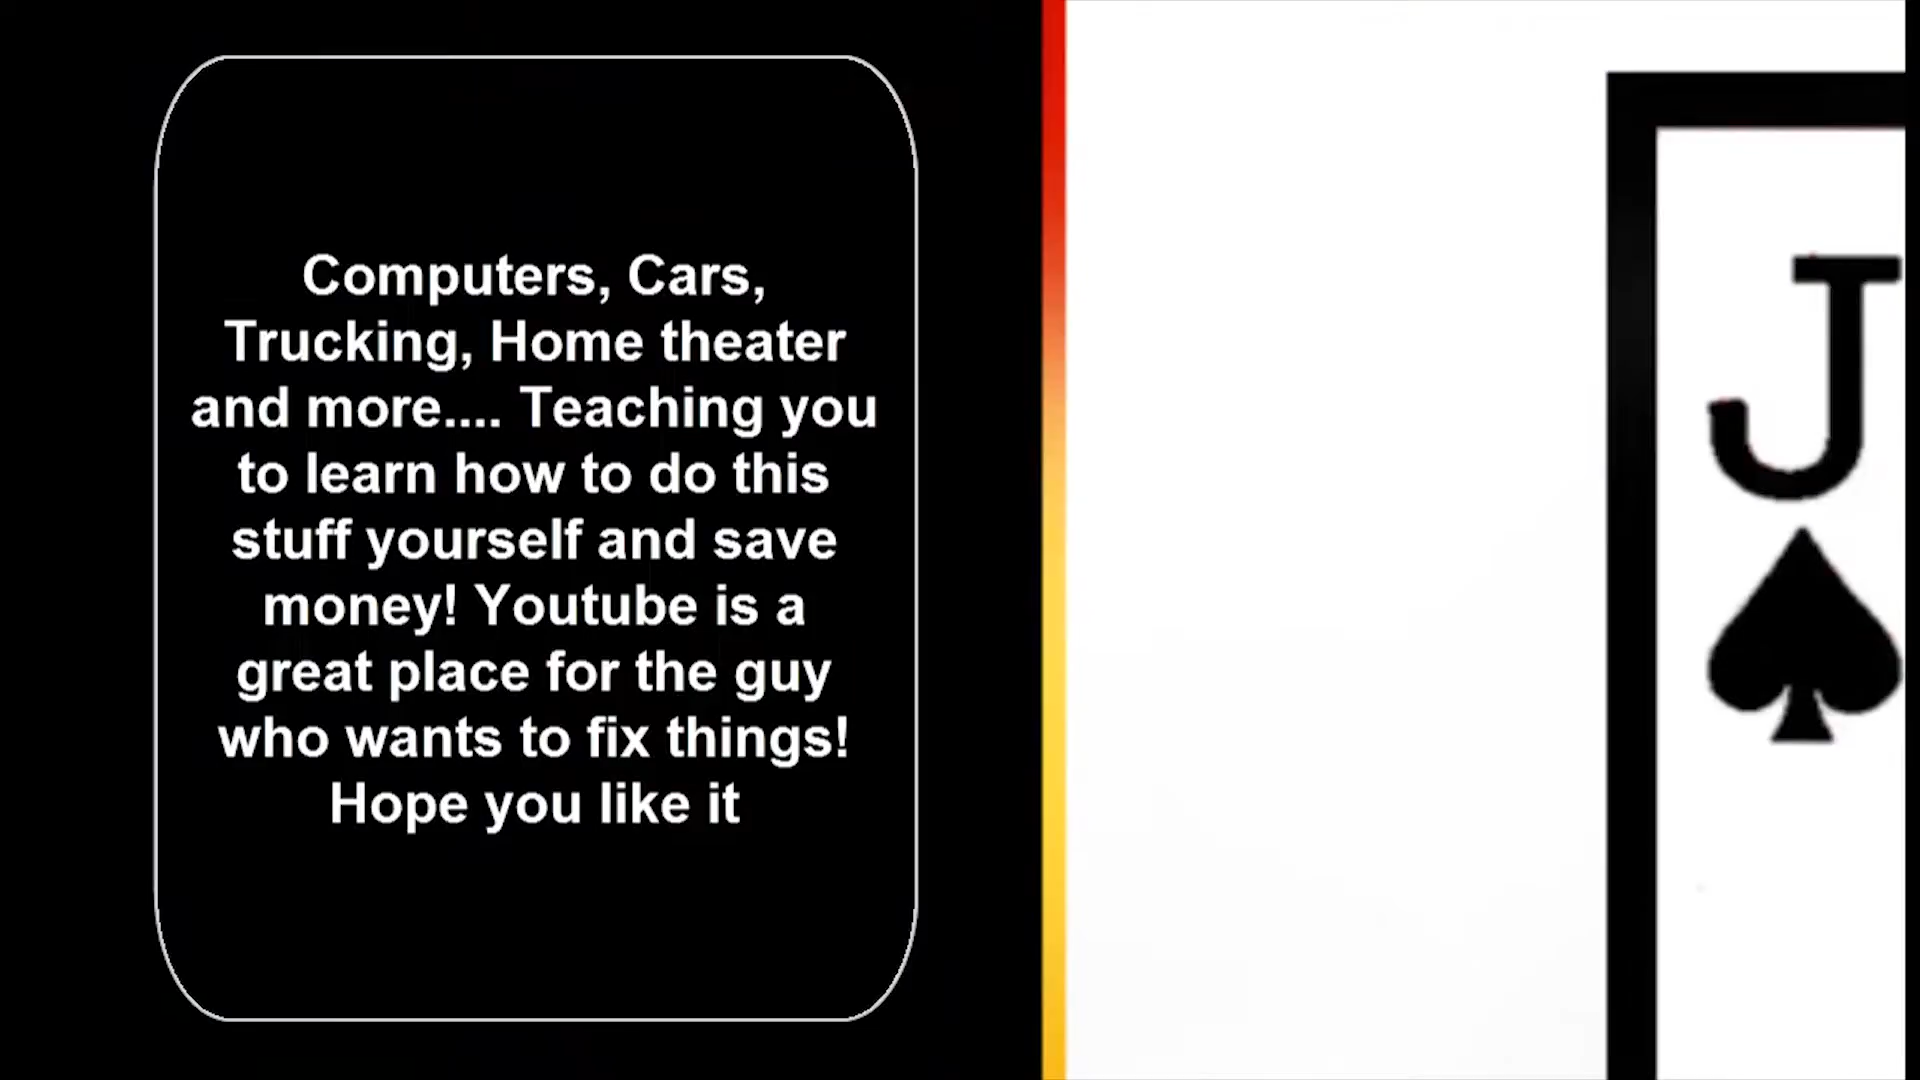 Computers, Cars,
Trucking, Home theater
and more.... Teaching you
to learn how to do this
stuff yourself and save
money! Youtube is a
great place for the guy
who wants to fix things!
Hope you like it
J